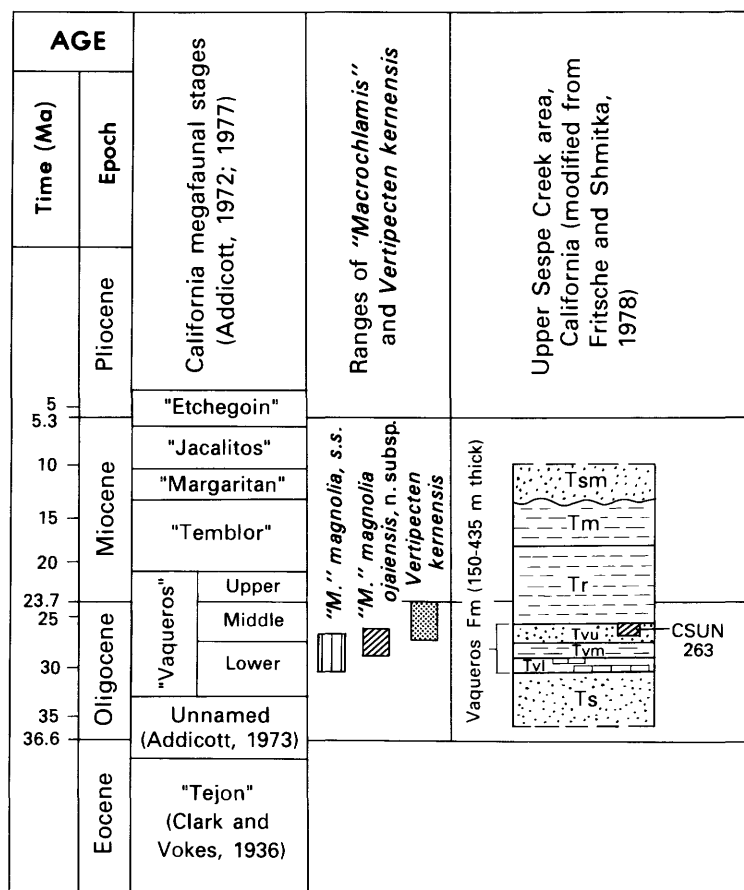 AGE
Time (Ma)
Epoch
California megafaunal stages
(Addicott, 1972; 1977)
Ranges of "Macrochlamis"
and Vertipecten kernensis
Upper Sespe Creek area,
California (modified from
Fritsche and Shmitka,
1978)
Pliocene
Miocene
Oligocene
Eocene
5
5.3
10
15
20
23.7
25
30
35
36.6
"Etchegoin"
"Jacalitos"
"Margaritan"
"Temblor"
"Vaqueros"
Upper
Middle
Lower
Unnamed
(Addicott, 1973)
"Tejon"
(Clark and
Vokes, 1936)
"M." magnolia, s.s.
"M." magnolia
ojaiensis, n. subsp.
Vertipecten
kernensis
Vaqueros Fm (150-435 m thick)
Tsm
Tm
Tr
Tvu
Tvm
Tvl
Ts
CSUN
263